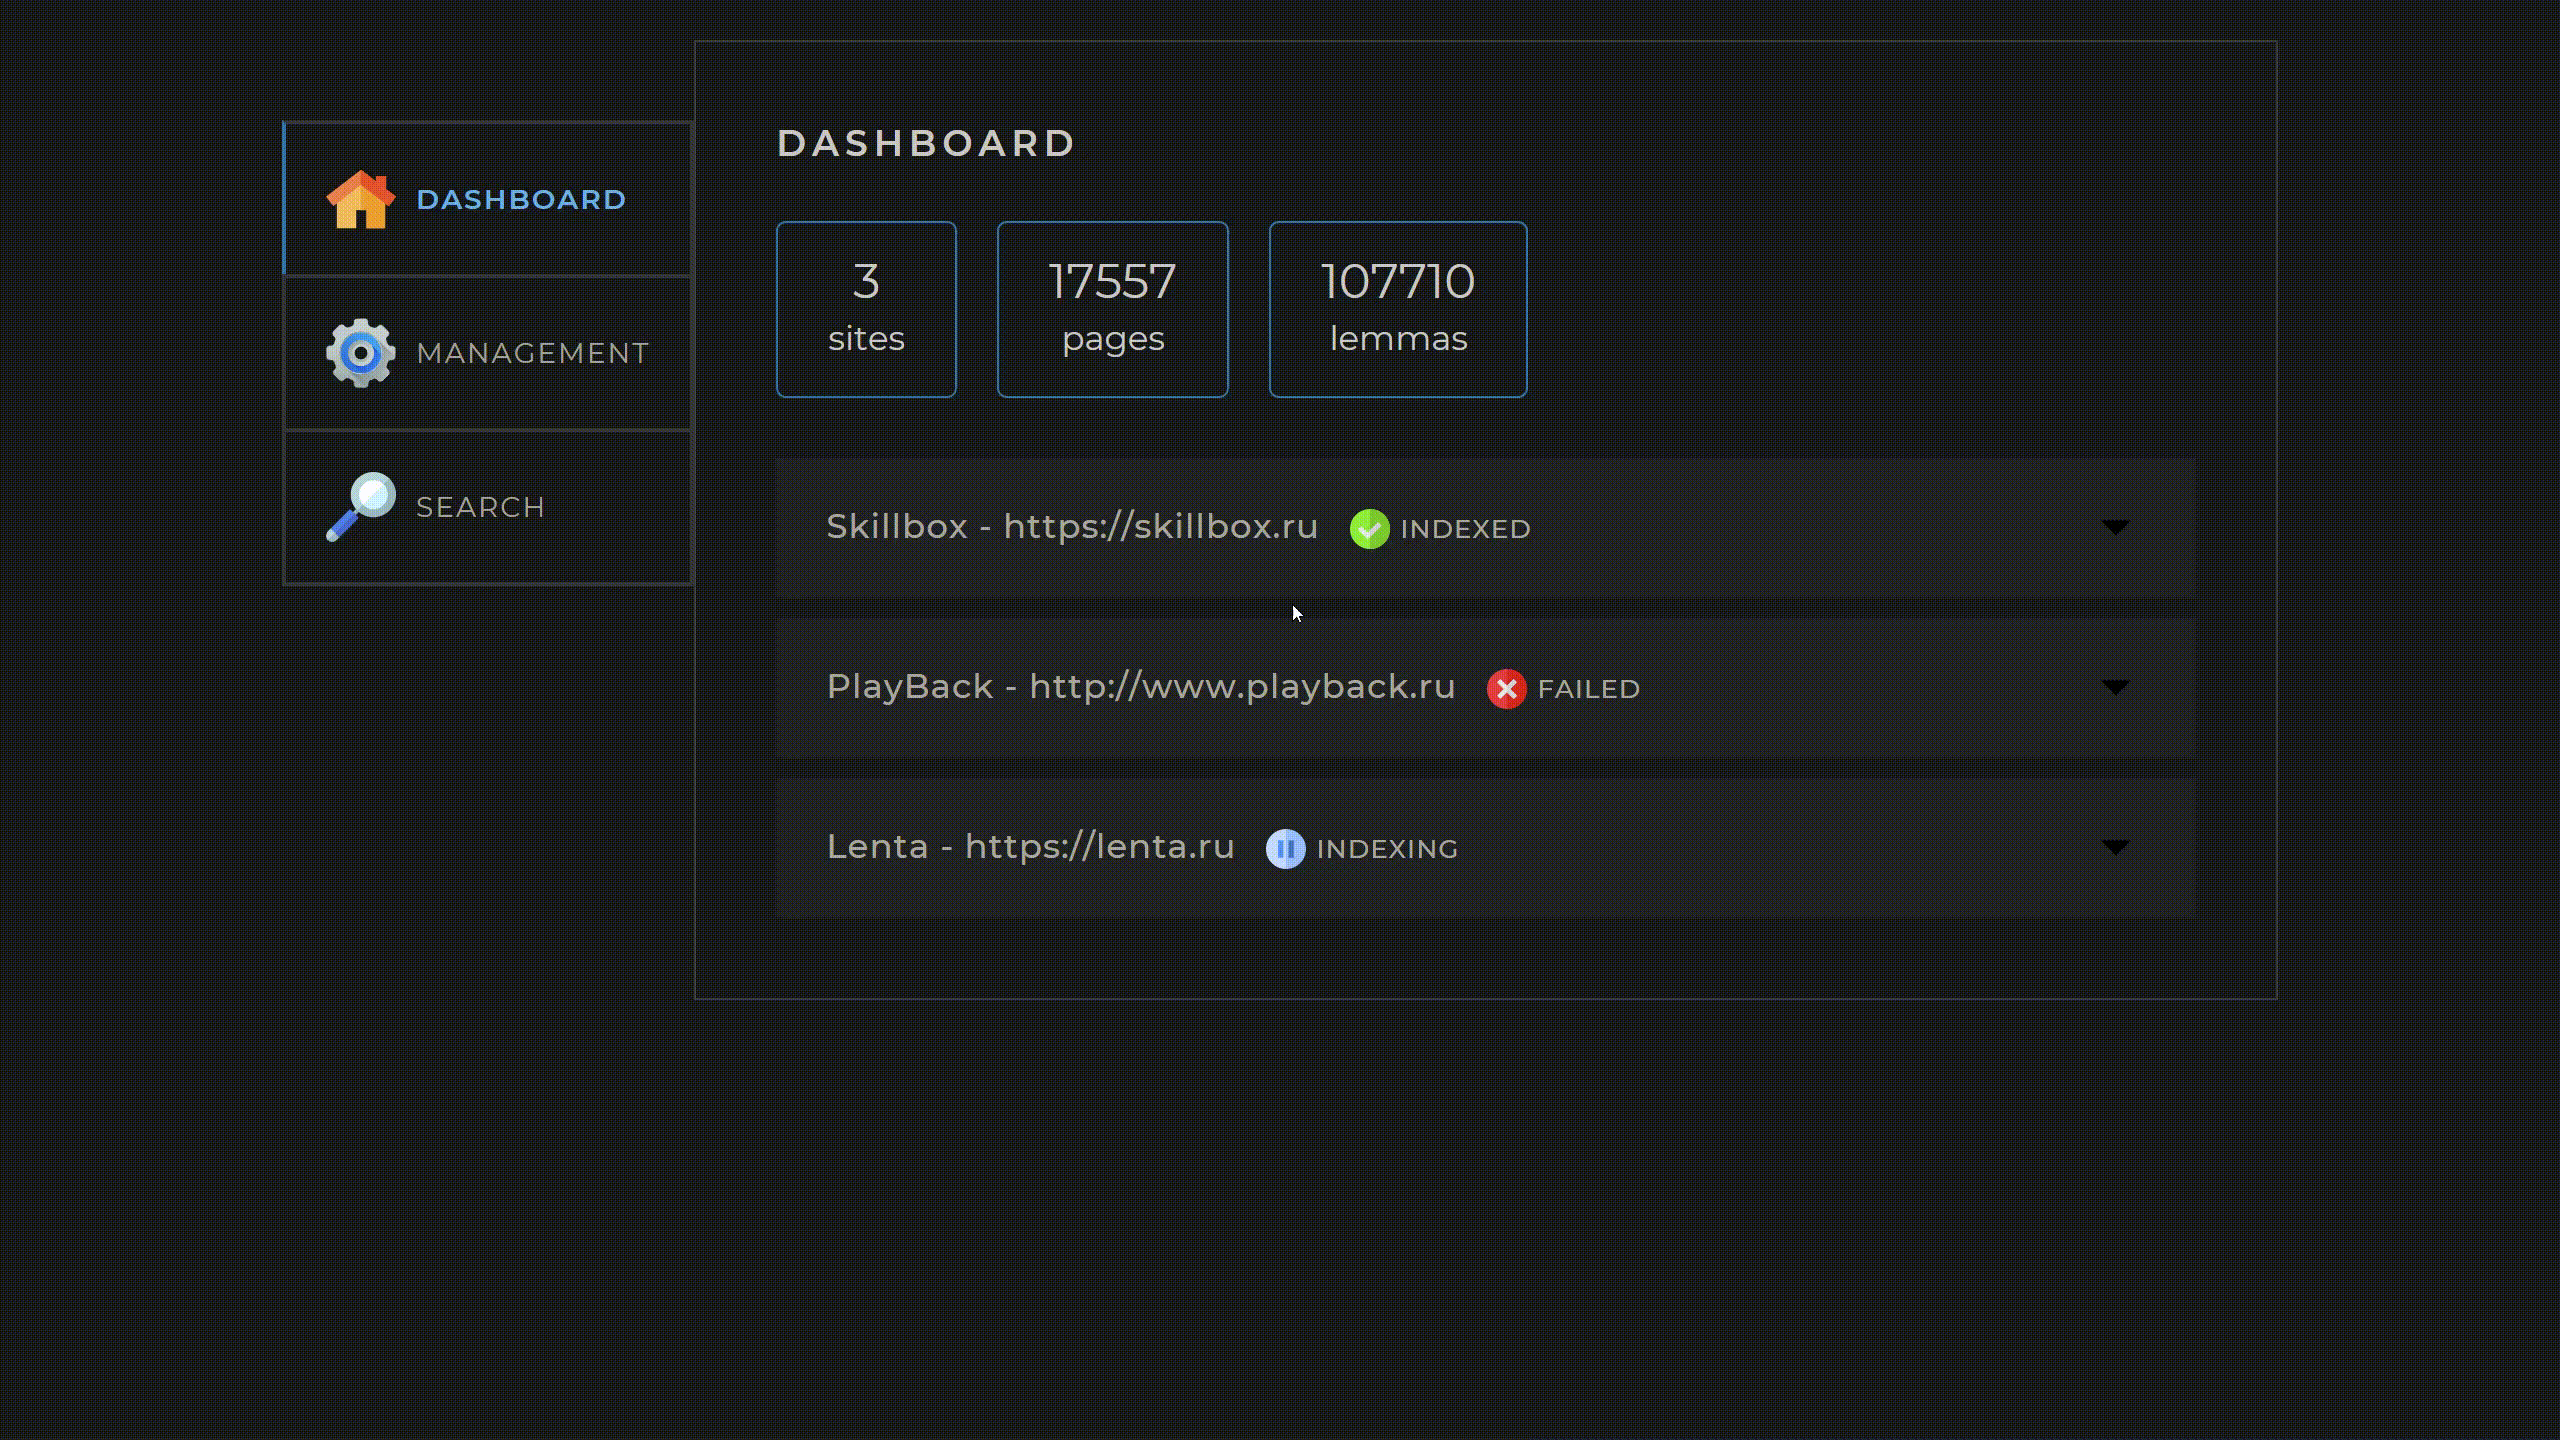 DASHBOARD
MANAGEMENT
SEARCH
DASHBOARD
3
sites
17557
pages
107710
lemmas
Skillbox - https://skillbox.ru INDEXED
PlayBack - http://www.playback.ru FAILED
Lenta - https://lenta.ru INDEXING